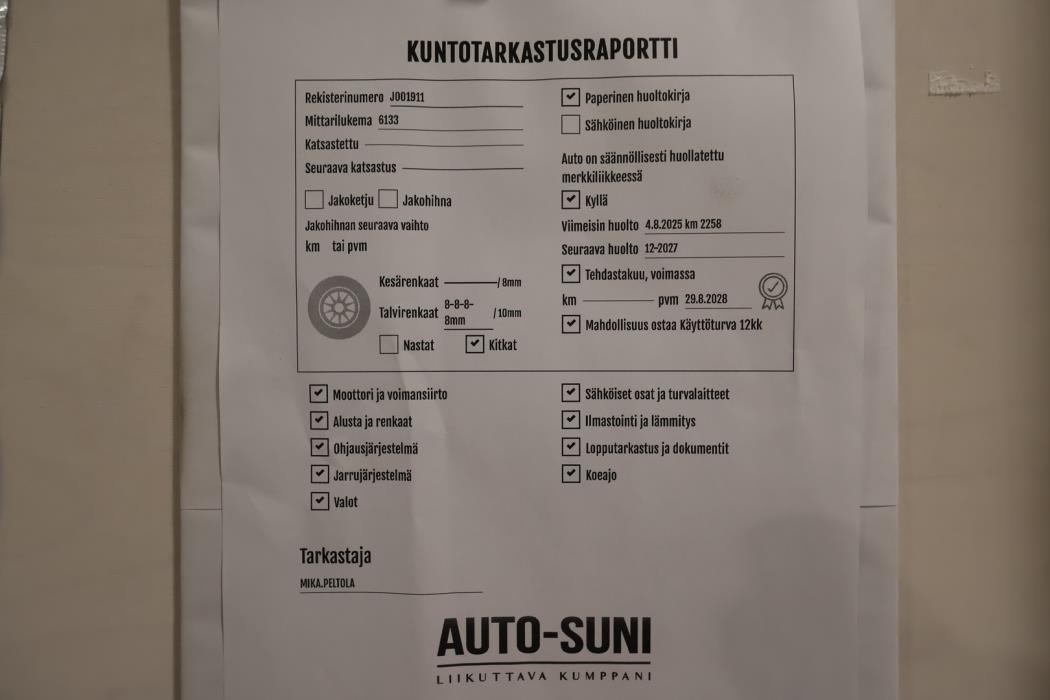 KUNTOTARKASTUSRAPORTTI
Rekisterinumero J001911
Mittarilukema 6133
Katsastettu
Seuraava katsastus
Jakoketju Jakohihna
Jakohihnan seuraava vaihto
km tai pvm
Kesärenkaat / 8mm
Talvirenkaat 8-8-8-8mm / 10mm
Nastat Kitkat
Paperinen huoltokirja
Sähköinen huoltokirja
Auto on säännöllisesti huollatettu
merkkiliikkeessä
Kyllä
Viimeisin huolto 4.8.2025 km 2258
Seuraava huolto 12-2027
Tehdastakuu, voimassa
km pvm 29.8.2028
Mahdollisuus ostaa Käyttöturva 12kk
Moottori ja voimansiirto
Alusta ja renkaat
Ohjausjärjestelmä
Jarrujärjestelmä
Valot
Sähköiset osat ja turvalaitteet
Ilmastointi ja lämmitys
Lopputarkastus ja dokumentit
Koeajo
Tarkastaja
MIKA.PELTOLA
AUTO-SUNI
LIIKUTTAVA KUMPPANI